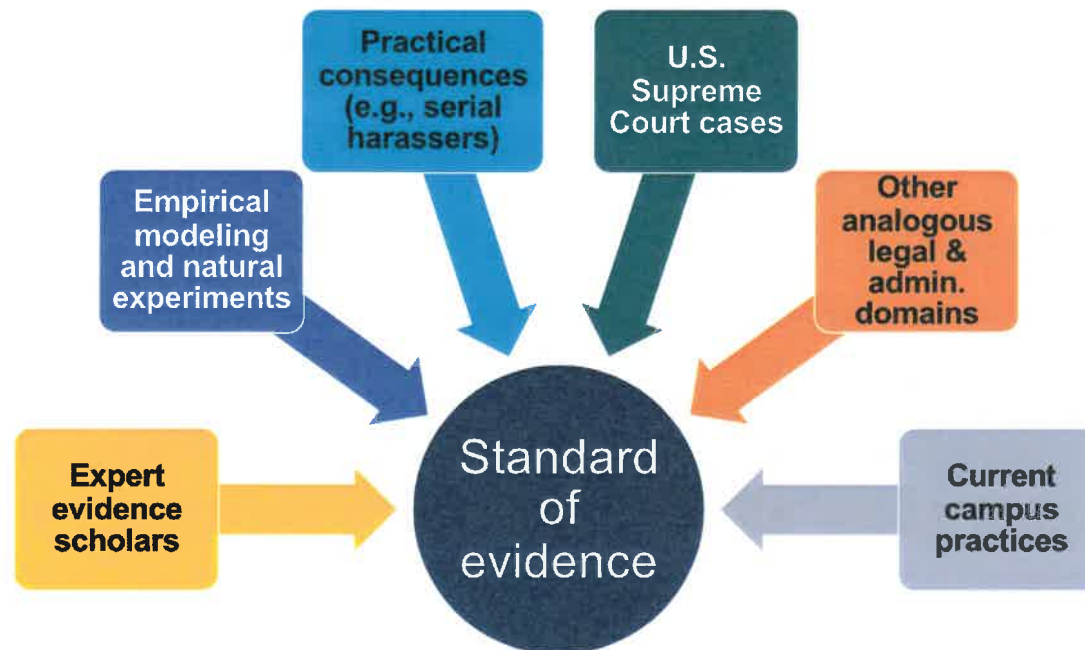 Practical
consequences
(e.g., serial
harassers)
U.S.
Supreme
Court cases
Empirical
modeling
and natural
experiments
Other
analogous
legal &
admin.
domains
Expert
evidence
scholars
Standard
of
evidence
Current
campus
practices